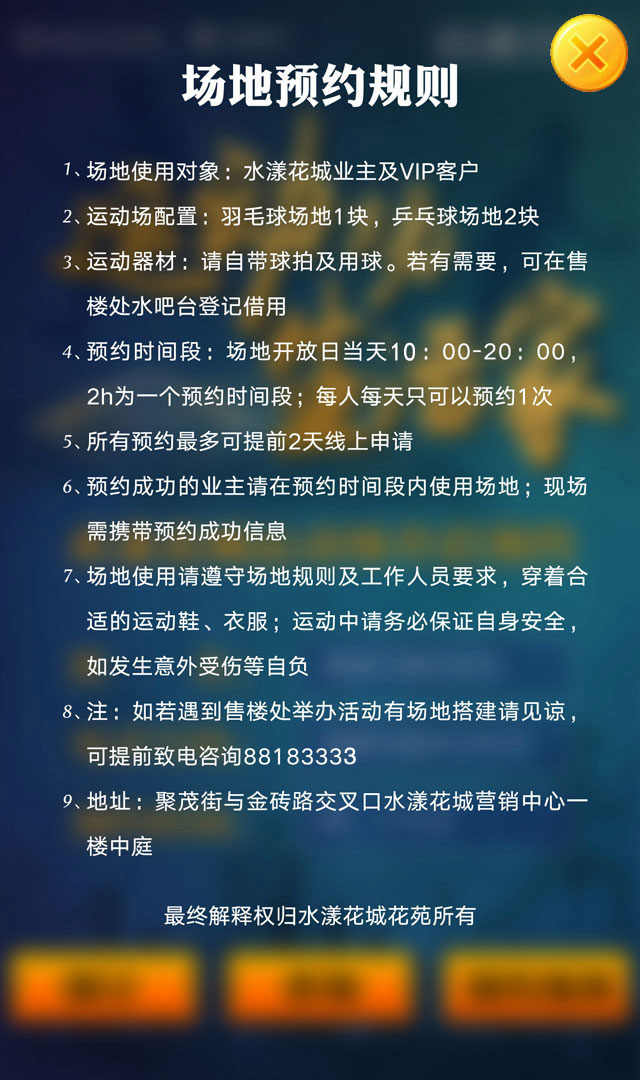 场地预约规则
1、场地使用对象：水漾花城业主及VIP客户
2、运动场配置：羽毛球场地1块，乒乓球场地2块
3、运动器材：请自带球拍及用球。若有需要，可在售
楼处水吧台登记借用
4、预约时间段：场地开放日当天10：00-20：00，
2h为一个预约时间段；每人每天只可以预约1次
5、所有预约最多可提前2天线上申请
6、预约成功的业主请在预约时间段内使用场地；现场
需携带预约成功信息
7、场地使用请遵守场地规则及工作人员要求，穿着合
适的运动鞋、衣服；运动中请务必保证自身安全，
如发生意外受伤等自负
8、注：如若遇到售楼处举办活动有场地搭建请见谅，
可提前致电咨询88183333
9、地址：聚茂街与金砖路交叉口水漾花城营销中心一
楼中庭
最终解释权归水漾花城花苑所有